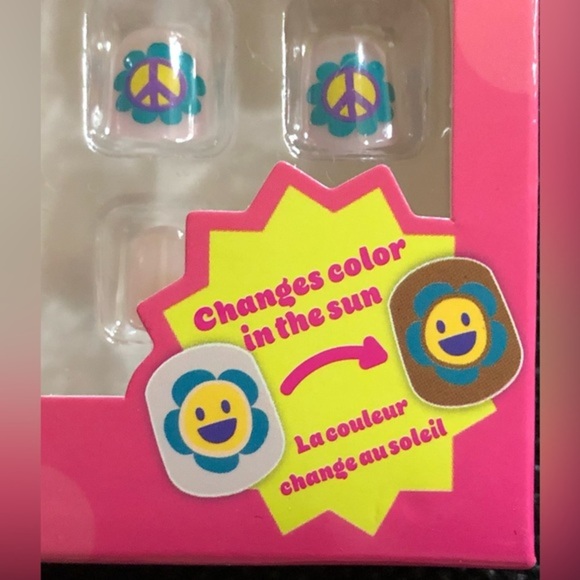 Changes color
in the sun
La couleur
change au soleil